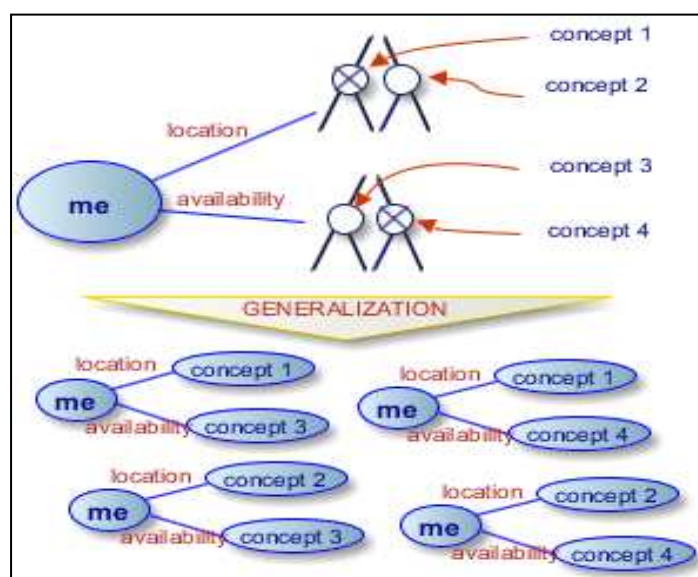 concept 1
concept 2
location
concept 3
me
availability
concept 4
GENERALIZATION
location
concept 1
me
availability
concept 3
location
concept 1
me
availability
concept 4
location
concept 2
me
availability
concept 3
location
concept 2
me
availability
concept 4